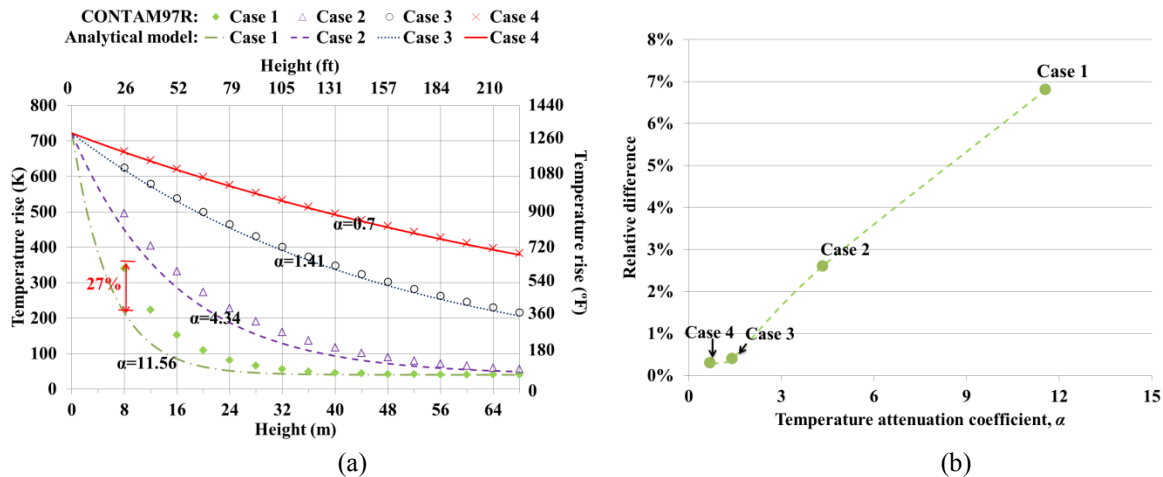 CONTAM97R: Case 1 Case 2 Case 3 Case 4
Analytical model: Case 1 Case 2 Case 3 Case 4
Height (ft)
0 26 52 79 105 131 157 184 210
Temperature rise (K)
800
700
600
500
400
300
200
100
0
1440
1260
1080
900
720
540
360
180
0
Temperature rise (°F)
α=0.7
α=1.41
27%
α=4.34
α=11.56
0 8 16 24 32 40 48 56 64
Height (m)
(a)
Relative difference
8%
7%
6%
5%
4%
3%
2%
1%
0%
Case 1
Case 2
Case 4
Case 3
0 3 6 9 12 15
Temperature attenuation coefficient, α
(b)